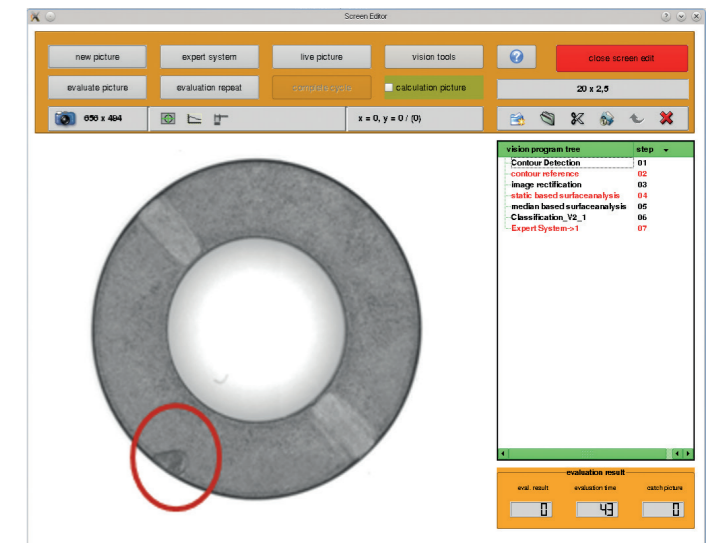 Screen Editor
new picture
expert system
live picture
vision tools
close screen edit
evaluate picture
evaluation repeat
complete cycle
calculation picture
20 x 2,5
656 x 494
x = 0, y = 0 / (0)
vision program tree step
Contour Detection 01
contour reference 02
image rectification 03
static based surfaceanalysis 04
median based surfaceanalysis 05
Classification_V2_1 06
Expert System->1 07
evaluation result
eval. result
evaluation time
catch picture
0
43
0